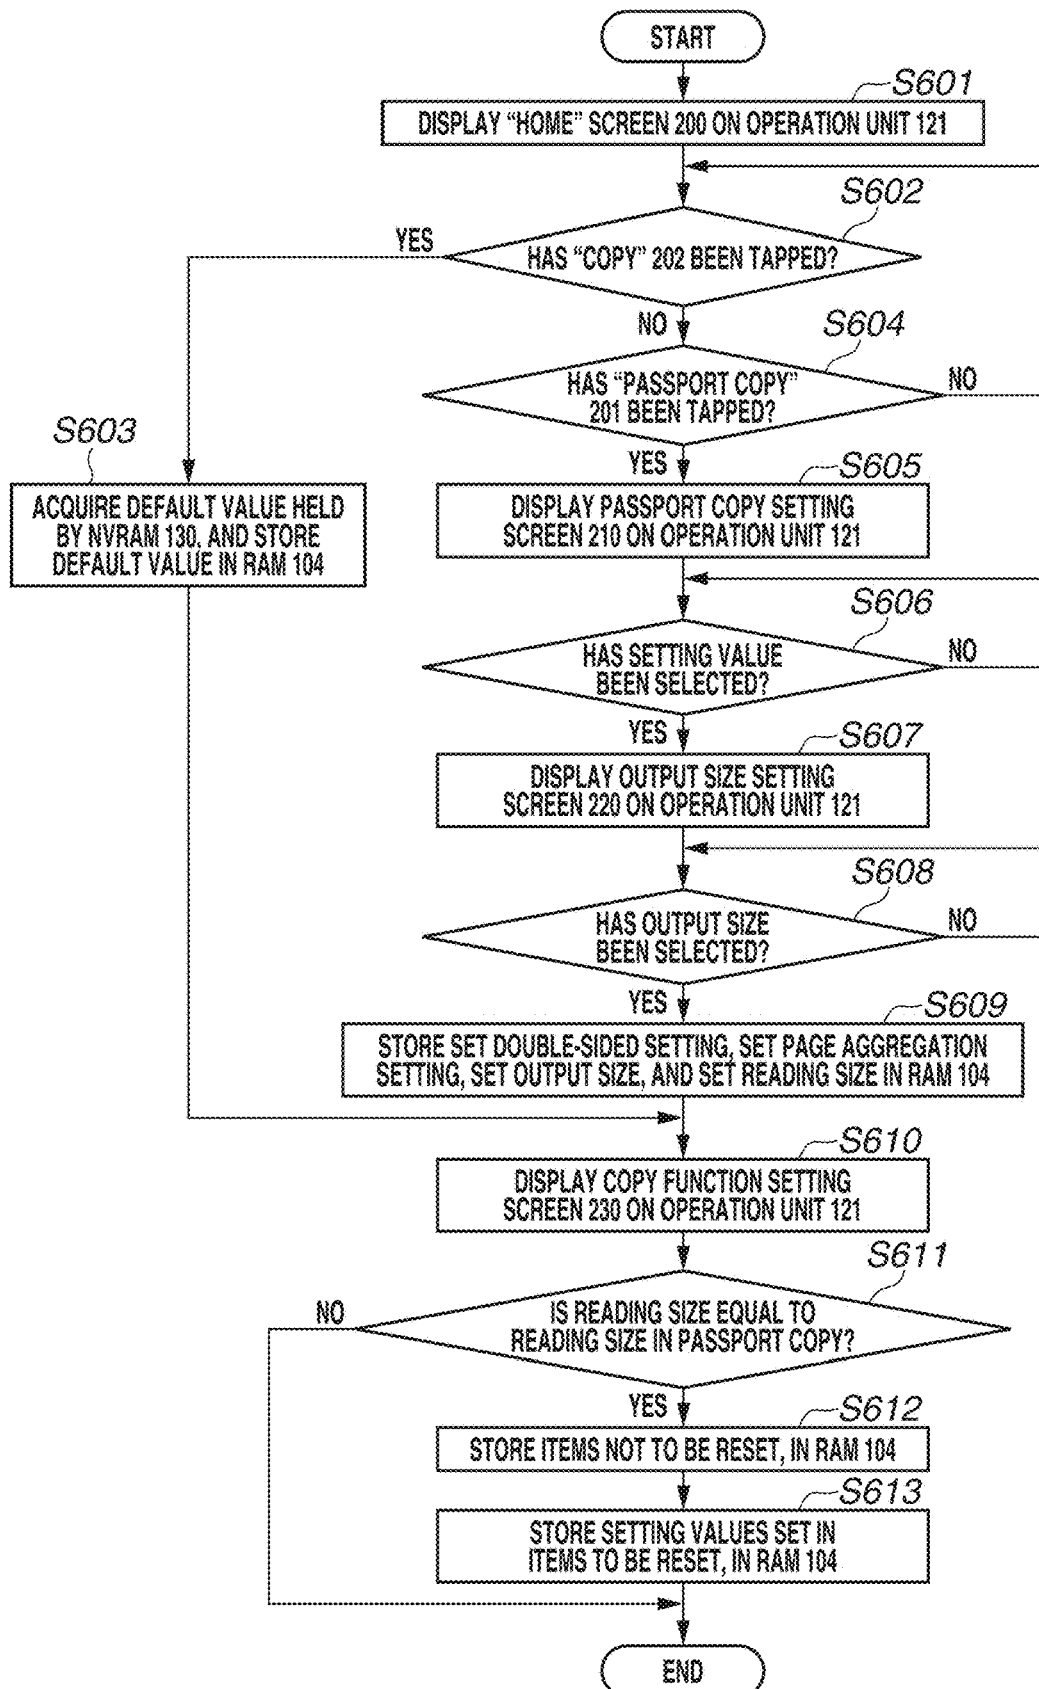 START
S601
DISPLAY “HOME” SCREEN 200 ON OPERATION UNIT 121
S602
YES
HAS “COPY” 202 BEEN TAPPED?
NO
S604
HAS “PASSPORT COPY”
201 BEEN TAPPED?
NO
S603
YES
S605
ACQUIRE DEFAULT VALUE HELD
BY NVRAM 130, AND STORE
DEFAULT VALUE IN RAM 104
DISPLAY PASSPORT COPY SETTING
SCREEN 210 ON OPERATION UNIT 121
S606
HAS SETTING VALUE
BEEN SELECTED?
NO
YES
S607
DISPLAY OUTPUT SIZE SETTING
SCREEN 220 ON OPERATION UNIT 121
S608
HAS OUTPUT SIZE
BEEN SELECTED?
NO
YES
S609
STORE SET DOUBLE-SIDED SETTING, SET PAGE AGGREGATION
SETTING, SET OUTPUT SIZE, AND SET READING SIZE IN RAM 104
S610
DISPLAY COPY FUNCTION SETTING
SCREEN 230 ON OPERATION UNIT 121
S611
NO
IS READING SIZE EQUAL TO
READING SIZE IN PASSPORT COPY?
YES
S612
STORE ITEMS NOT TO BE RESET, IN RAM 104
S613
STORE SETTING VALUES SET IN
ITEMS TO BE RESET, IN RAM 104
END